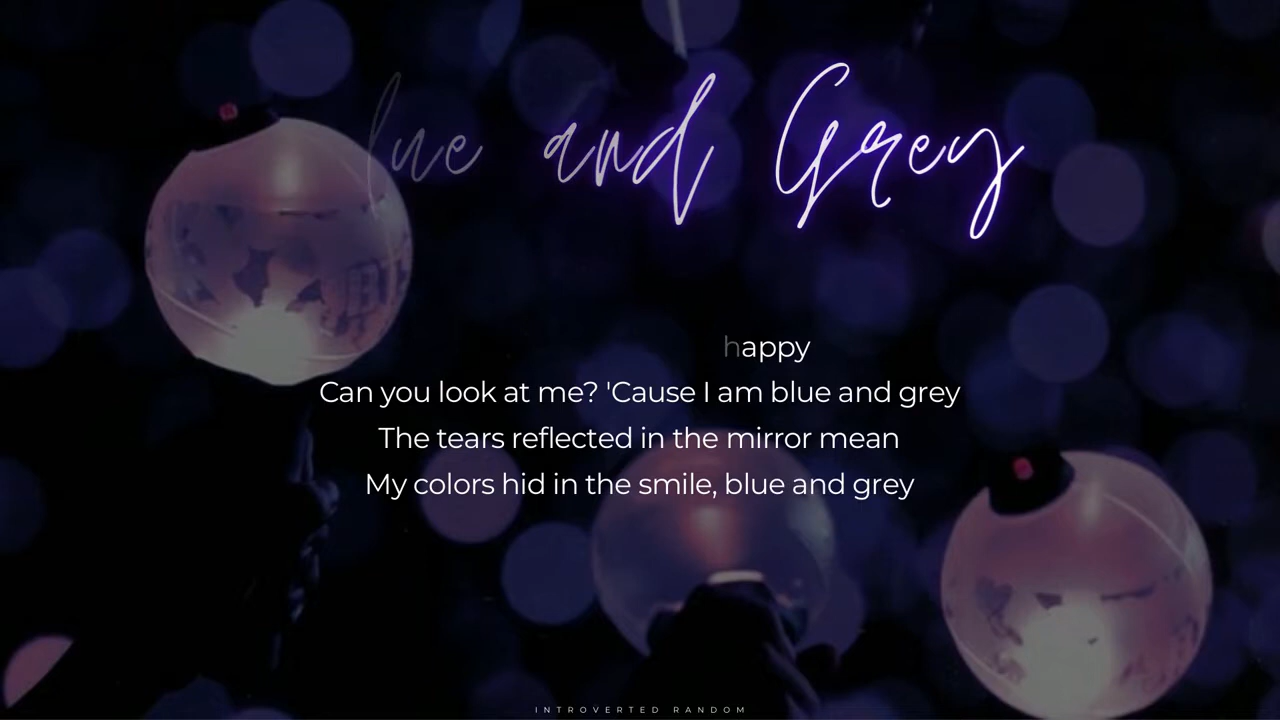 lue and Grey
happy
Can you look at me? 'Cause I am blue and grey
The tears reflected in the mirror mean
My colors hid in the smile, blue and grey
INTROVERTED RANDOM